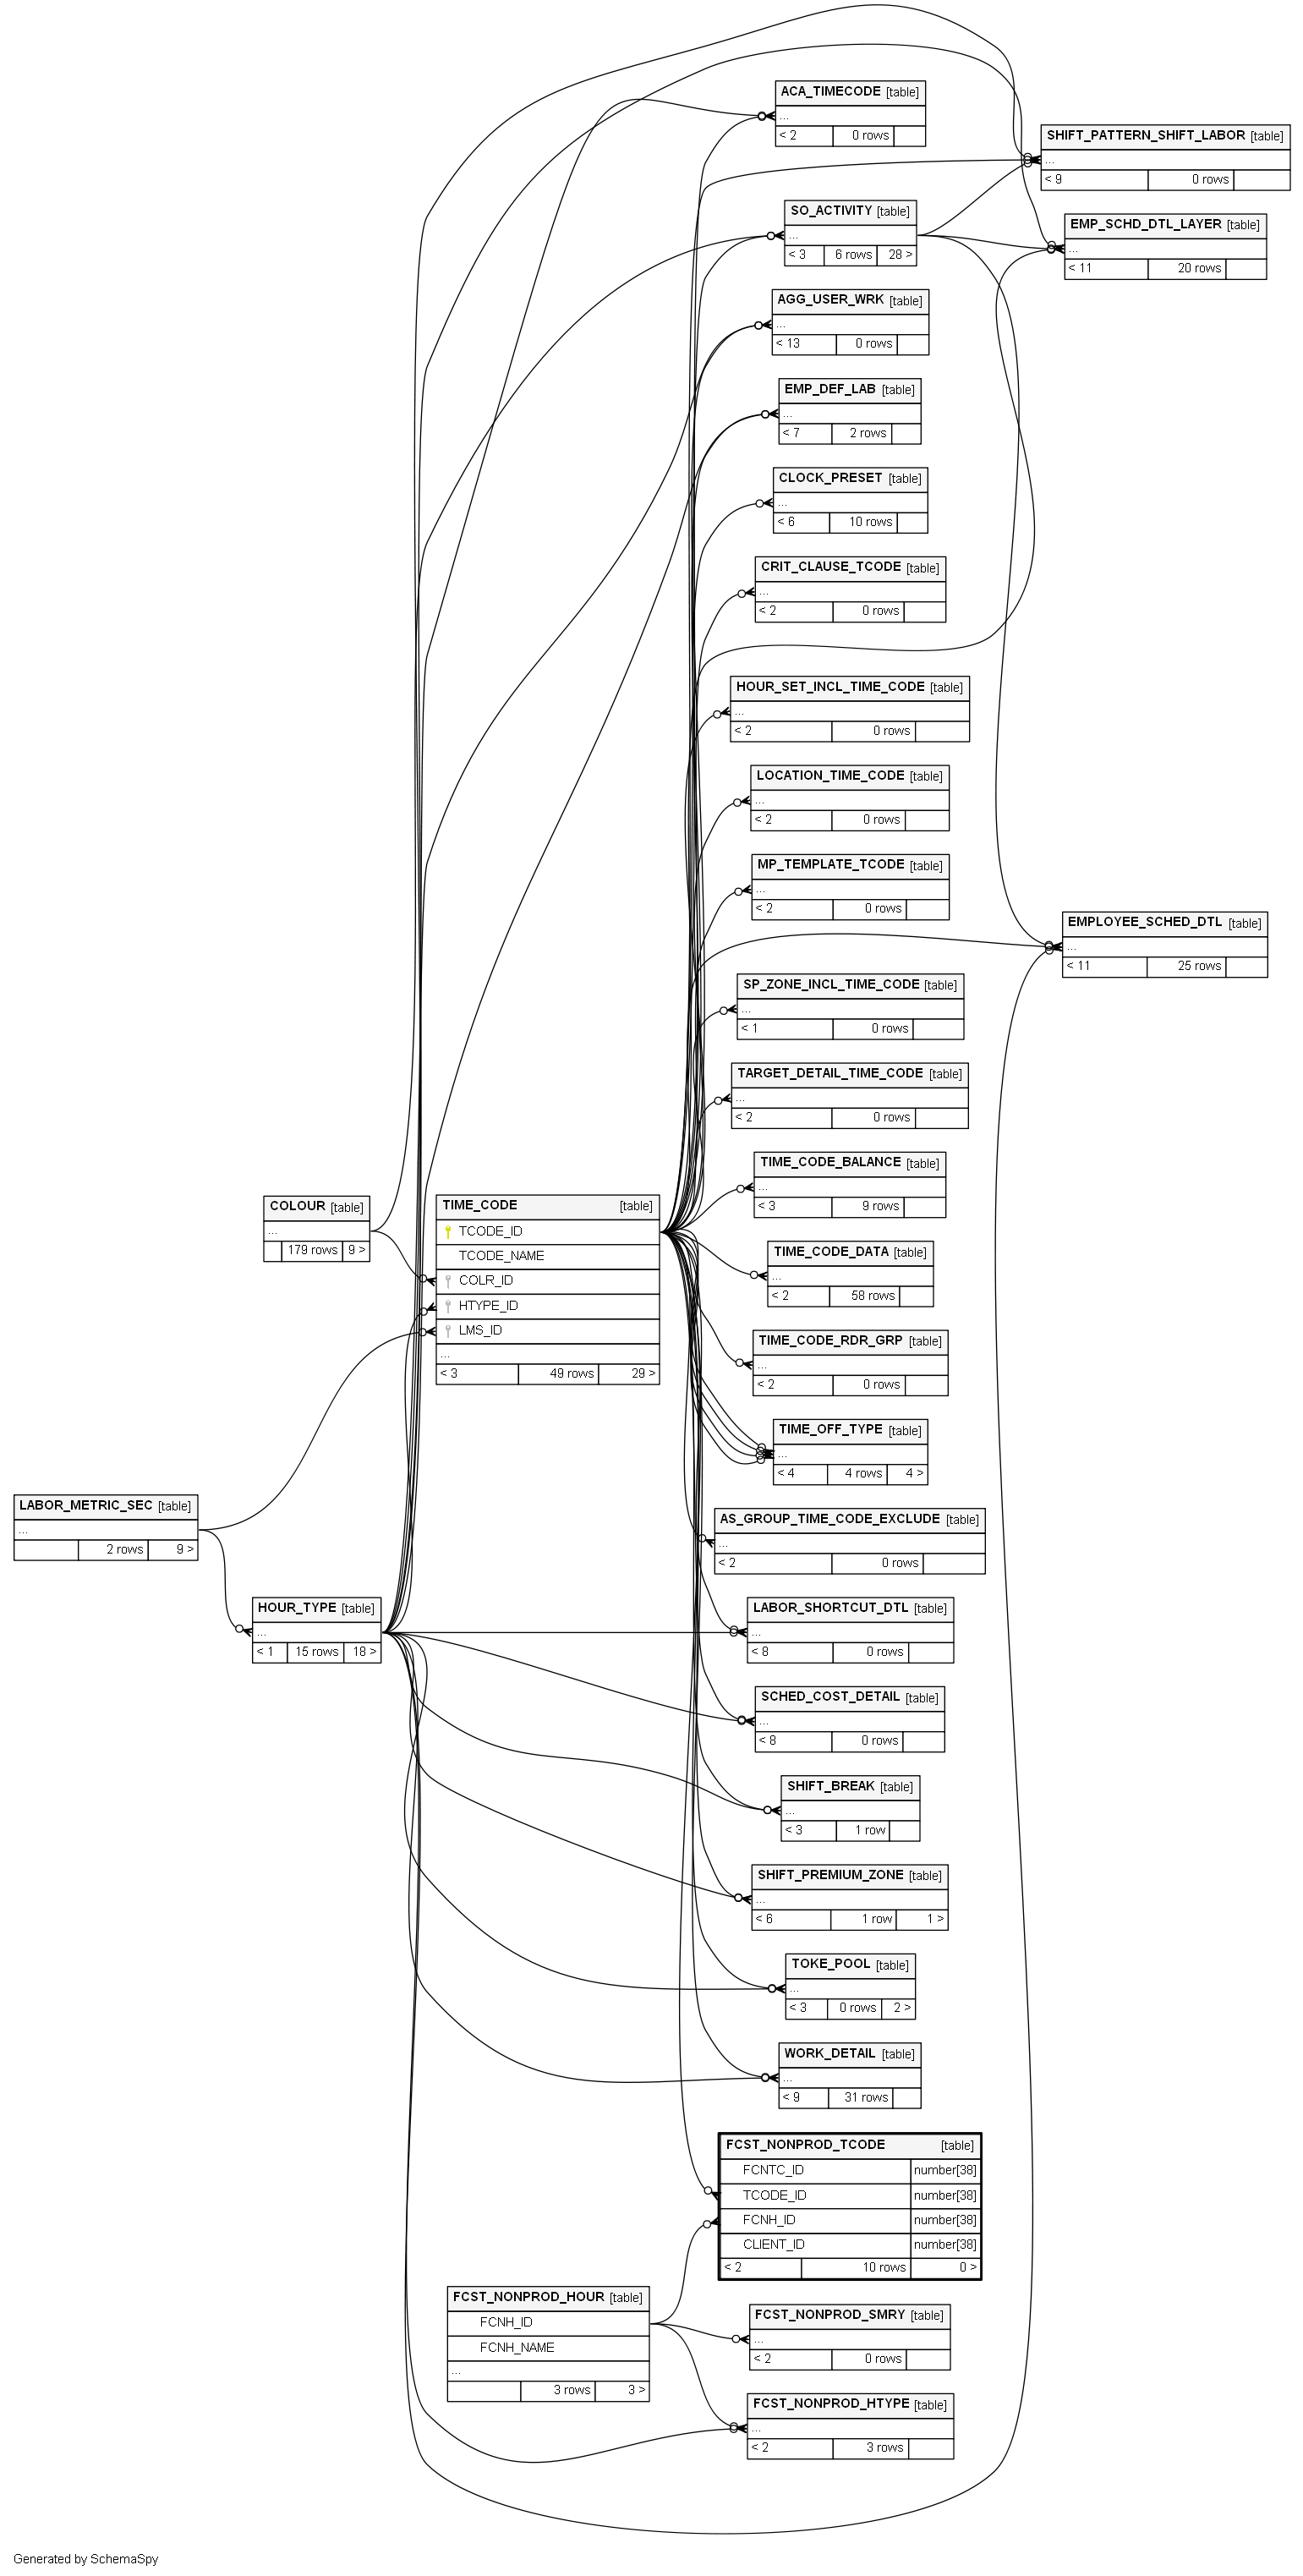 ACA_TIMECODE [table]
...
< 2 0 rows
SHIFT_PATTERN_SHIFT_LABOR [table]
...
< 9 0 rows
SO_ACTIVITY [table]
...
< 3 6 rows 28 >
EMP_SCHD_DTL_LAYER [table]
...
< 11 20 rows
AGG_USER_WRK [table]
...
< 13 0 rows
EMP_DEF_LAB [table]
...
< 7 2 rows
CLOCK_PRESET [table]
...
< 6 10 rows
CRIT_CLAUSE_TCODE [table]
...
< 2 0 rows
HOUR_SET_INCL_TIME_CODE [table]
...
< 2 0 rows
LOCATION_TIME_CODE [table]
...
< 2 0 rows
MP_TEMPLATE_TCODE [table]
...
< 2 0 rows
EMPLOYEE_SCHED_DTL [table]
...
< 11 25 rows
SP_ZONE_INCL_TIME_CODE [table]
...
< 1 0 rows
TARGET_DETAIL_TIME_CODE [table]
...
< 2 0 rows
TIME_CODE_BALANCE [table]
...
< 3 9 rows
COLOUR [table]
...
179 rows 9 >
TIME_CODE [table]
TCODE_ID
TCODE_NAME
COLR_ID
HTYPE_ID
LMS_ID
...
< 3 49 rows 29 >
TIME_CODE_DATA [table]
...
< 2 58 rows
TIME_CODE_RDR_GRP [table]
...
< 2 0 rows
TIME_OFF_TYPE [table]
...
< 4 4 rows 4 >
LABOR_METRIC_SEC [table]
...
2 rows 9 >
AS_GROUP_TIME_CODE_EXCLUDE [table]
...
< 2 0 rows
HOUR_TYPE [table]
...
< 1 15 rows 18 >
LABOR_SHORTCUT_DTL [table]
...
< 8 0 rows
SCHED_COST_DETAIL [table]
...
< 8 0 rows
SHIFT_BREAK [table]
...
< 3 1 row
SHIFT_PREMIUM_ZONE [table]
...
< 6 1 row 1 >
TOKE_POOL [table]
...
< 3 0 rows 2 >
WORK_DETAIL [table]
...
< 9 31 rows
FCST_NONPROD_TCODE [table]
FCNTC_ID number[38]
TCODE_ID number[38]
FCNH_ID number[38]
CLIENT_ID number[38]
< 2 10 rows 0 >
FCST_NONPROD_HOUR [table]
FCNH_ID
FCNH_NAME
...
3 rows 3 >
FCST_NONPROD_SMRY [table]
...
< 2 0 rows
FCST_NONPROD_HTYPE [table]
...
< 2 3 rows
Generated by SchemaSpy